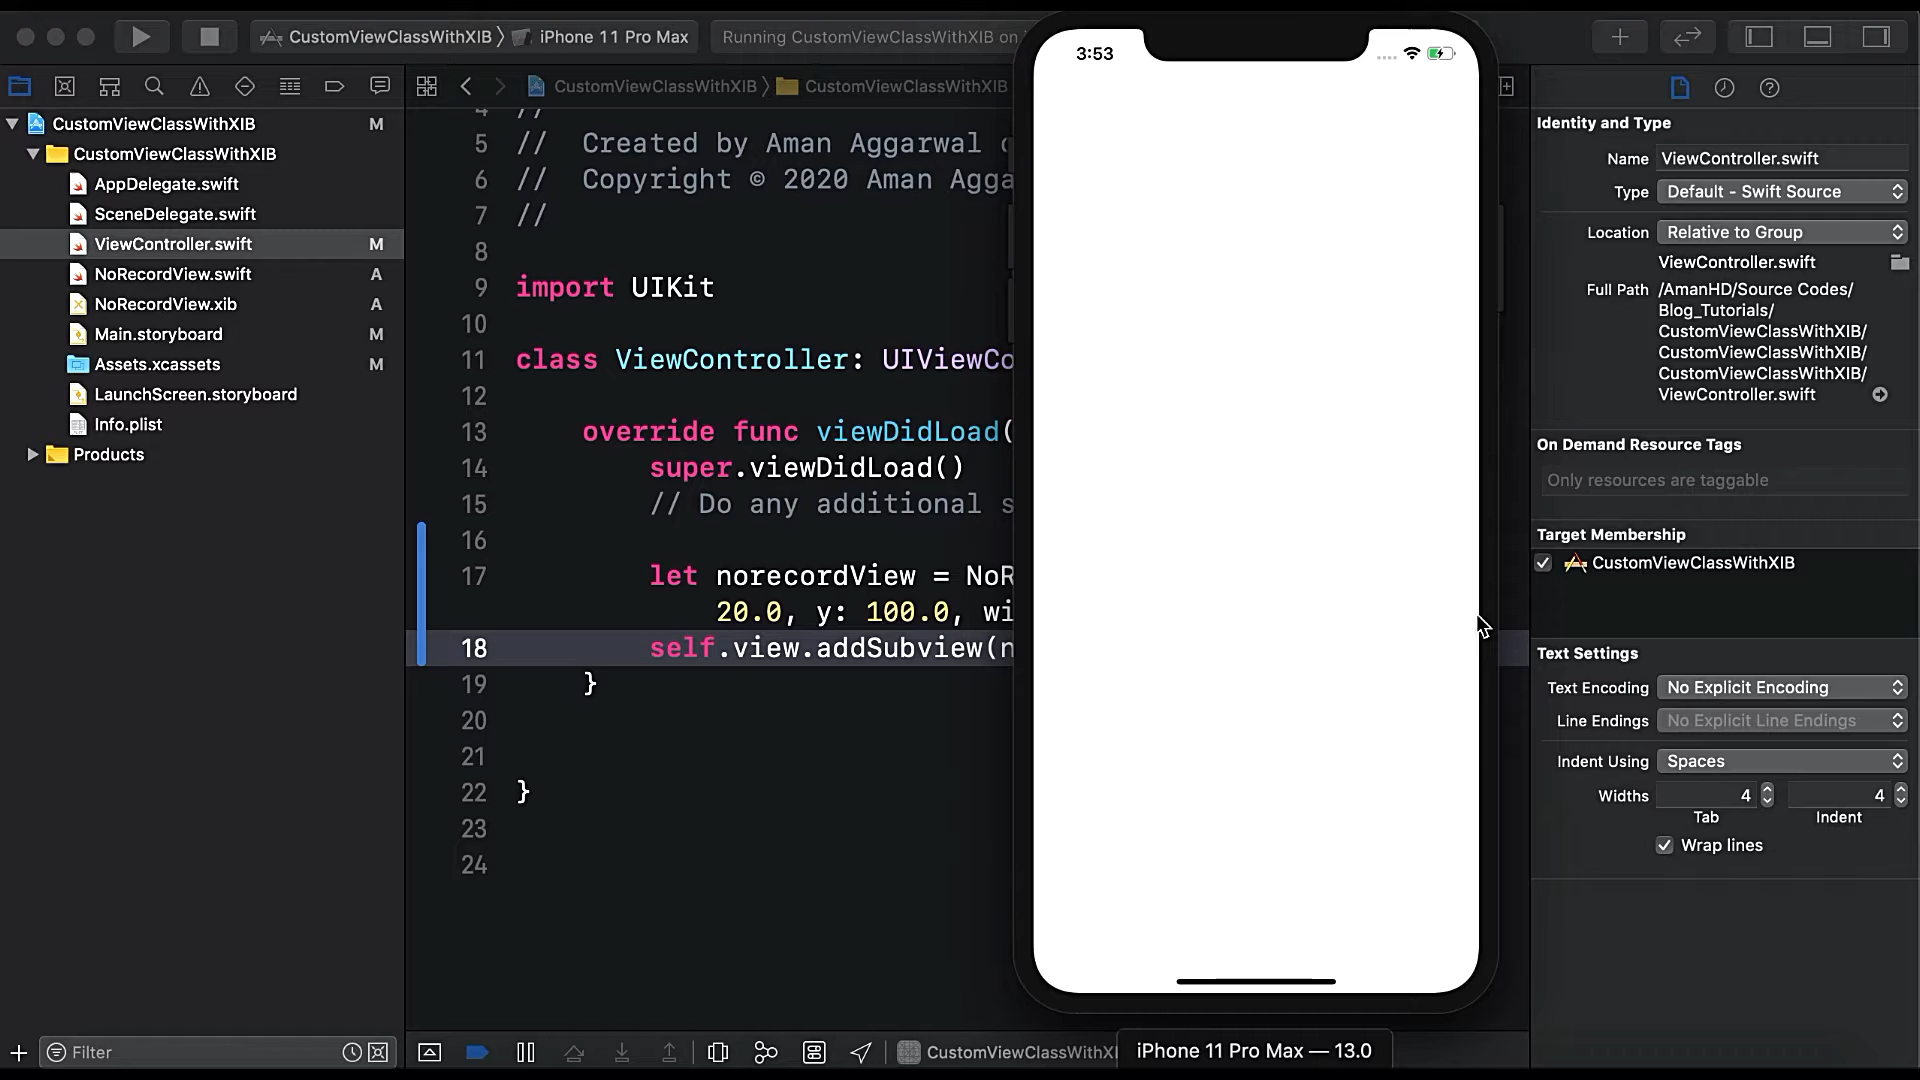 CustomViewClassWithXIB
iPhone 11 Pro Max
Running CustomViewClassWithXIB on
CustomViewClassWithXIB
CustomViewClassWithXIB
CustomViewClassWithXIB M
CustomViewClassWithXIB
AppDelegate.swift
SceneDelegate.swift
ViewController.swift M
NoRecordView.swift A
NoRecordView.xib A
Main.storyboard M
Assets.xcassets M
LaunchScreen.storyboard
Info.plist
Products
Filter
4 //
5 // Created by Aman Aggarwal
6 // Copyright © 2020 Aman Agga
7 //
8
9 import UIKit
10
11 class ViewController: UIViewCo
12
13 override func viewDidLoad(
14 super.viewDidLoad()
15 // Do any additional s
16
17 let norecordView = NoR
20.0, y: 100.0, wi
18 self.view.addSubview(n
19 }
20
21
22 }
23
24
CustomViewClassWithXI
3:53
iPhone 11 Pro Max — 13.0
Identity and Type
Name ViewController.swift
Type Default - Swift Source
Location Relative to Group
ViewController.swift
Full Path /AmanHD/Source Codes/
Blog_Tutorials/
CustomViewClassWithXIB/
CustomViewClassWithXIB/
CustomViewClassWithXIB/
ViewController.swift
On Demand Resource Tags
Only resources are taggable
Target Membership
CustomViewClassWithXIB
Text Settings
Text Encoding No Explicit Encoding
Line Endings No Explicit Line Endings
Indent Using Spaces
Widths 4 4
Tab Indent
Wrap lines